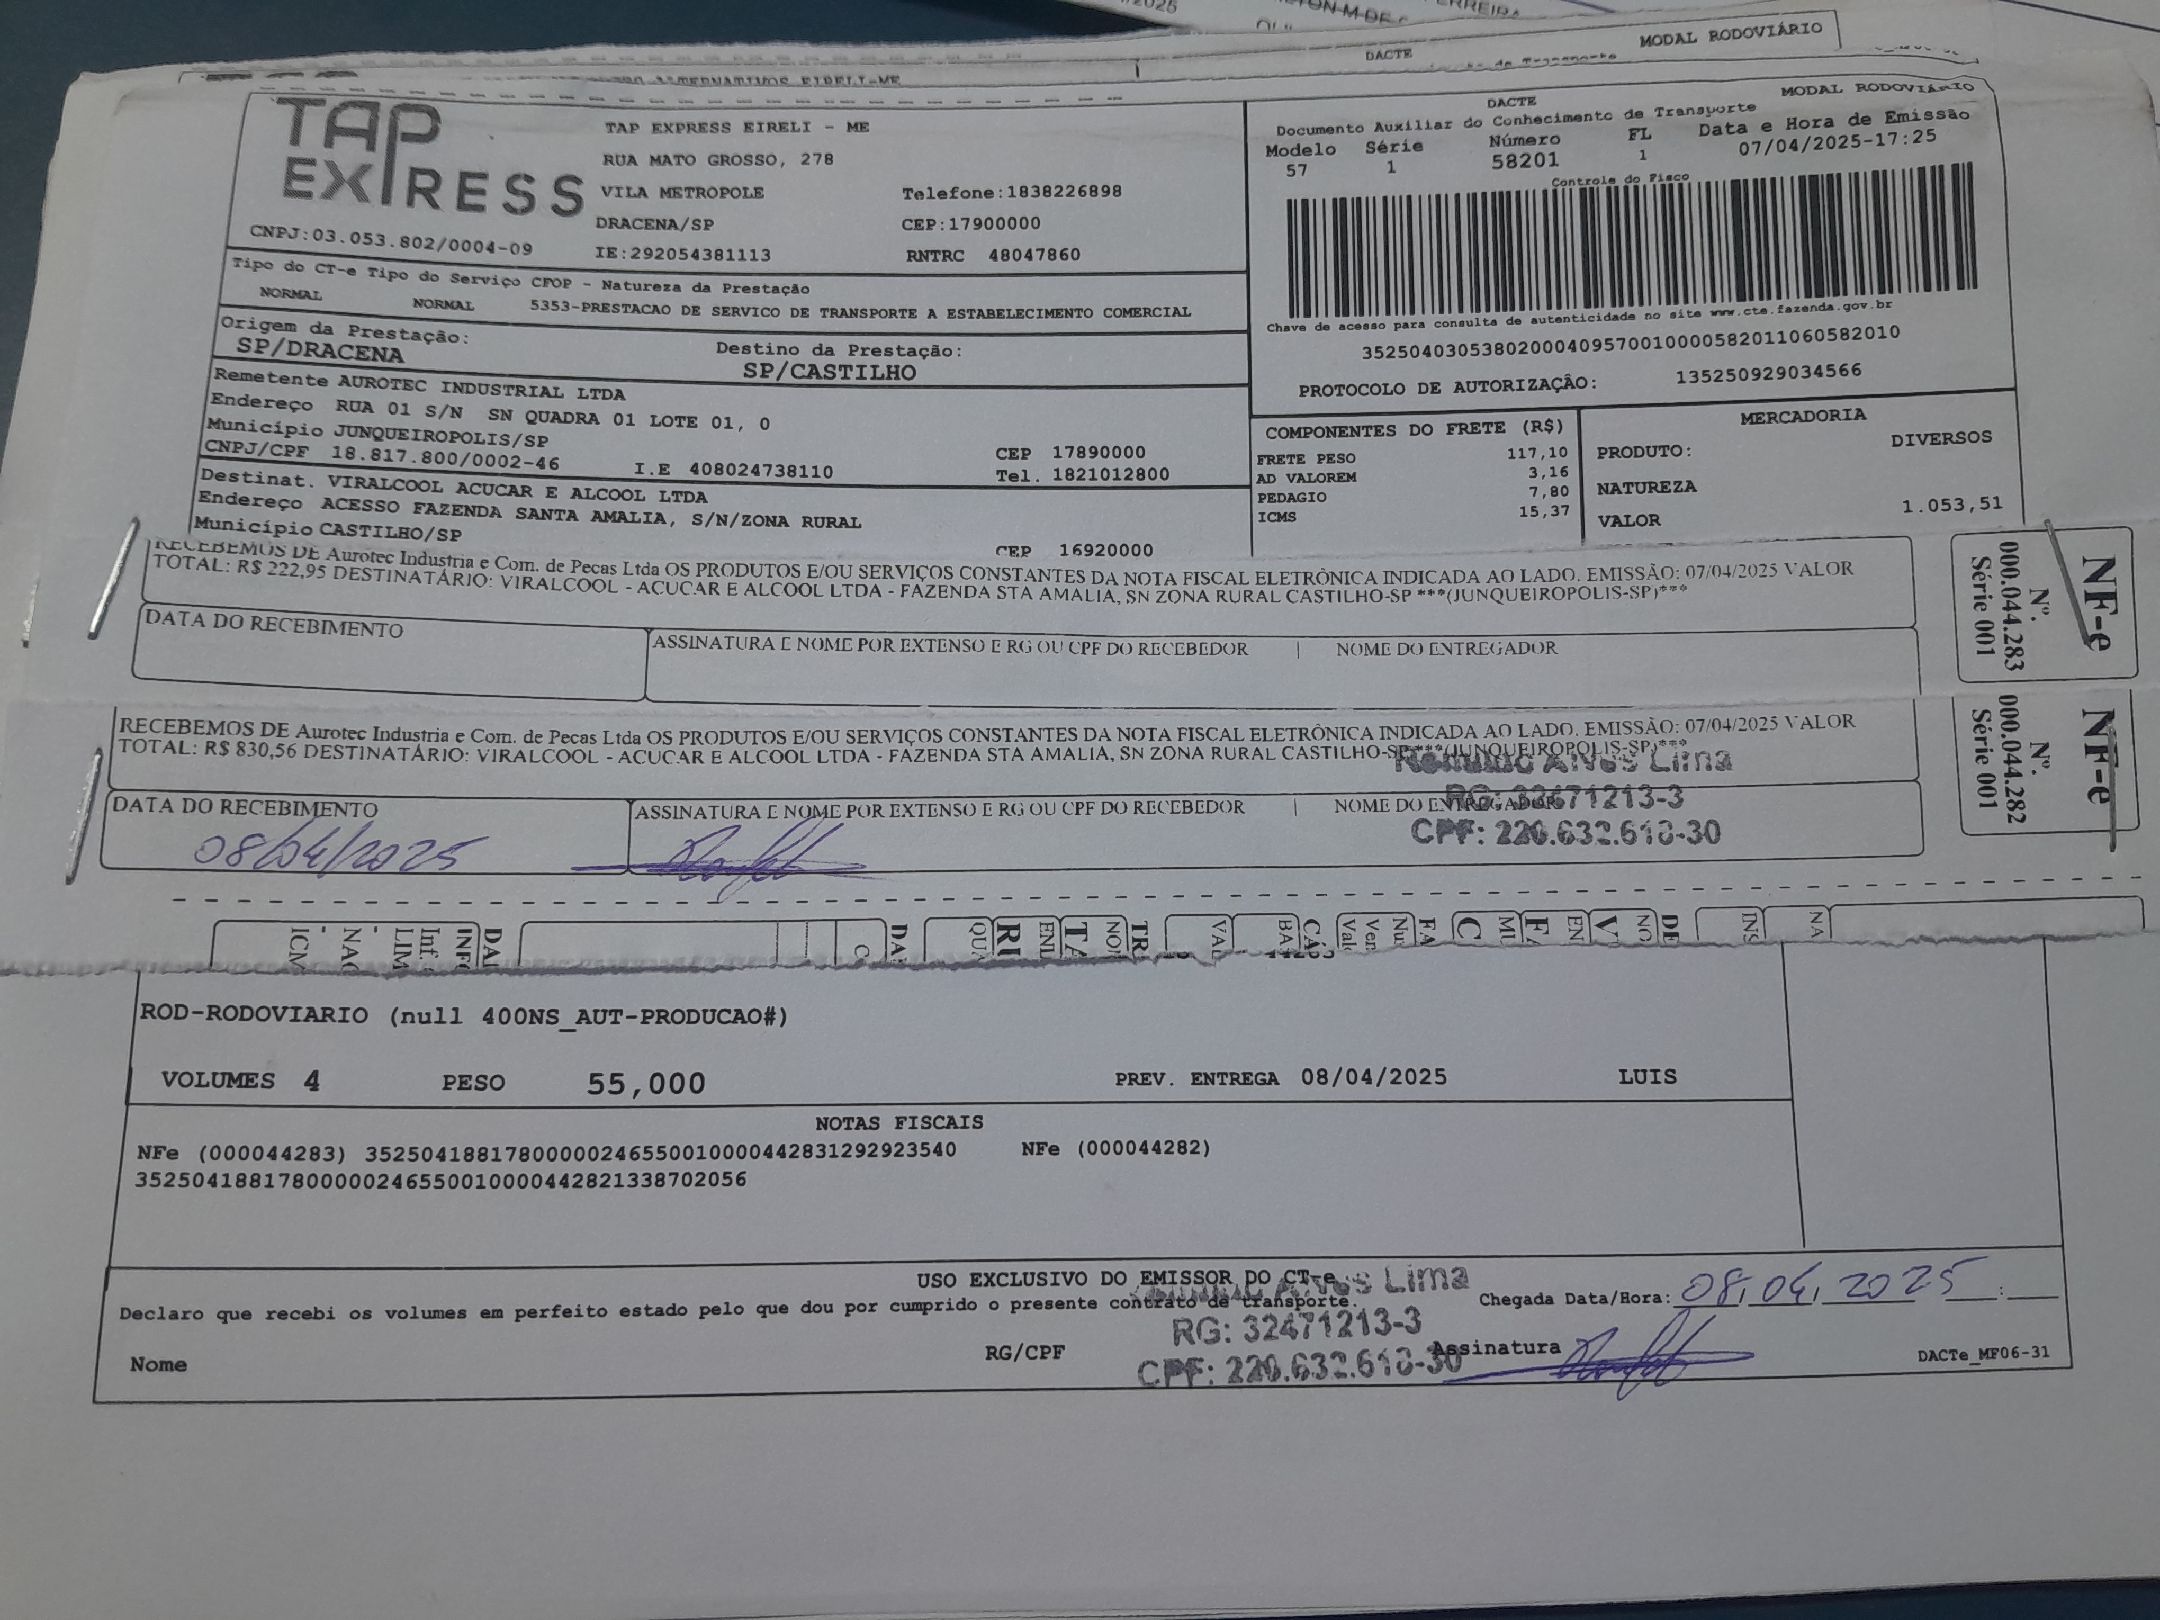 DACTE
MODAL RODOVIÁRIO
TAP EXPRESS
TAP EXPRESS EIRELI - ME
RUA MATO GROSSO, 278
VILA METROPOLE Telefone:1838226898
DRACENA/SP CEP:17900000
CNPJ:03.053.802/0004-09 IE:292054381113 RNTRC 48047860
DACTE MODAL RODOVIÁRIO
Documento Auxiliar do Conhecimento de Transporte
Modelo Série Número FL Data e Hora de Emissão
57 1 58201 1 07/04/2025-17:25
Controle do Fisco
Chave de acesso para consulta de autenticidade no site www.cte.fazenda.gov.br
35250403053802000409570010000582011060582010
PROTOCOLO DE AUTORIZAÇÃO: 135250929034566
Tipo do CT-e Tipo do Serviço CFOP - Natureza da Prestação
NORMAL NORMAL 5353-PRESTACAO DE SERVICO DE TRANSPORTE A ESTABELECIMENTO COMERCIAL
Origem da Prestação: Destino da Prestação:
SP/DRACENA SP/CASTILHO
Remetente AUROTEC INDUSTRIAL LTDA
Endereço RUA 01 S/N SN QUADRA 01 LOTE 01, 0
Município JUNQUEIROPOLIS/SP CEP 17890000
CNPJ/CPF 18.817.800/0002-46 I.E 408024738110 Tel. 1821012800
Destinat. VIRALCOOL ACUCAR E ALCOOL LTDA
Endereço ACESSO FAZENDA SANTA AMALIA, S/N/ZONA RURAL
Município CASTILHO/SP CEP 16920000
COMPONENTES DO FRETE (R$)
FRETE PESO 117,10
AD VALOREM 3,16
PEDAGIO 7,80
ICMS 15,37
MERCADORIA
PRODUTO: DIVERSOS
NATUREZA
VALOR 1.053,51
RECEBEMOS DE Aurotec Industria e Com. de Pecas Ltda OS PRODUTOS E/OU SERVIÇOS CONSTANTES DA NOTA FISCAL ELETRÔNICA INDICADA AO LADO. EMISSÃO: 07/04/2025 VALOR
TOTAL: R$ 222,95 DESTINATÁRIO: VIRALCOOL - ACUCAR E ALCOOL LTDA - FAZENDA STA AMALIA, SN ZONA RURAL CASTILHO-SP ***(JUNQUEIROPOLIS-SP)***
DATA DO RECEBIMENTO ASSINATURA E NOME POR EXTENSO E RG OU CPF DO RECEBEDOR | NOME DO ENTREGADOR
NF-e
Nº.
000.044.283
Série 001
RECEBEMOS DE Aurotec Industria e Com. de Pecas Ltda OS PRODUTOS E/OU SERVIÇOS CONSTANTES DA NOTA FISCAL ELETRÔNICA INDICADA AO LADO. EMISSÃO: 07/04/2025 VALOR
TOTAL: R$ 830,56 DESTINATÁRIO: VIRALCOOL - ACUCAR E ALCOOL LTDA - FAZENDA STA AMALIA, SN ZONA RURAL CASTILHO-SP ***(JUNQUEIROPOLIS-SP)***
Alves Lima
DATA DO RECEBIMENTO ASSINATURA E NOME POR EXTENSO E RG OU CPF DO RECEBEDOR | NOME DO ENTREGADOR
RG: 32471213-3
CPF: 220.632.618-30
08/04/2025
NF-e
Nº.
000.044.282
Série 001
ROD-RODOVIARIO (null 400NS_AUT-PRODUCAO#)
VOLUMES 4 PESO 55,000 PREV. ENTREGA 08/04/2025 LUIS
NOTAS FISCAIS
NFe (000044283) 35250418817800000246550010000442831292923540 NFe (000044282)
35250418817800000246550010000442821338702056
USO EXCLUSIVO DO EMISSOR DO CT-e
Alves Lima
Declaro que recebi os volumes em perfeito estado pelo que dou por cumprido o presente contrato de transporte. Chegada Data/Hora: 08.04.2025
RG: 32471213-3
Nome RG/CPF Assinatura DACTe_MF06-31
CPF: 220.632.618-30